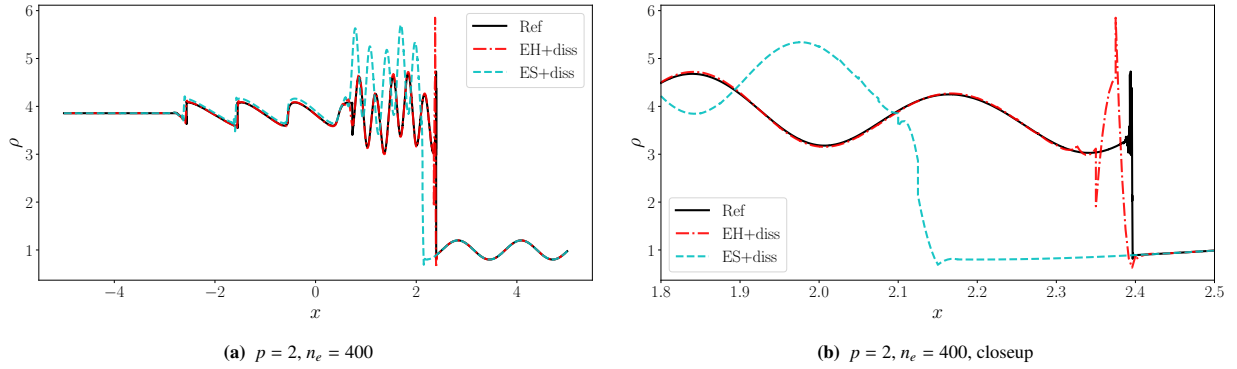 6
5
4
3
2
1
ρ
−4
−2
0
2
4
x
Ref
EH+diss
ES+diss
(a) p = 2, nₑ = 400
6
5
4
3
2
1
ρ
1.8
1.9
2.0
2.1
2.2
2.3
2.4
2.5
x
Ref
EH+diss
ES+diss
(b) p = 2, nₑ = 400, closeup